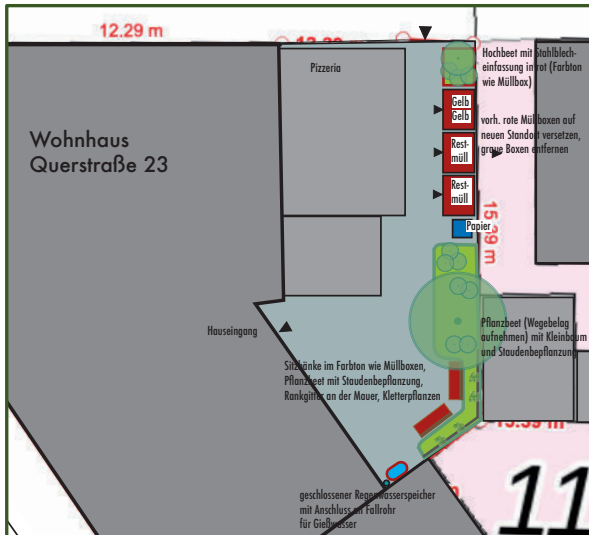 12.29 m
Hochbeet mit Stahlblech-
einfassung in rot (Farbton
wie Müllbox)
Pizzeria
Gelb
Gelb
vorh. rote Müllboxen auf
neuen Standort versetzen,
graue Boxen entfernen
Wohnhaus
Querstraße 23
Rest-
müll
Rest-
müll
Papier
15.39 m
Hauseingang
Pflanzbeet (Wegebelag
aufnehmen) mit Kleinbaum
und Staudenbepflanzung
Sitzbänke im Farbton wie Müllboxen,
Pflanzbeet mit Staudenbepflanzung,
Rankgitter an der Mauer, Kletterpflanzen
geschlossener Regenwasserspeicher
mit Anschluss an Fallrohr
für Gießwasser
11